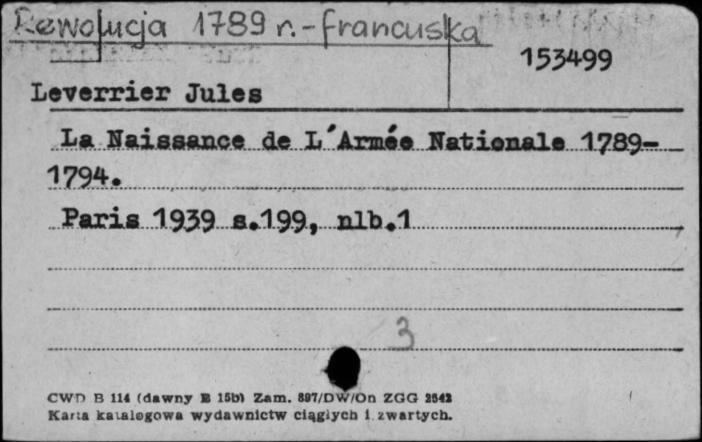 Rewolucja 1789 r.-francuska
153499
Leverrier Jules
La Naissance de L'Armée Nationale 1789-
1794.
Paris 1939 s.199, nlb.1
3
CWD B 114 (dawny B 15b) Zam. 897/DW/On ZGG 2542
Karta katalogowa wydawnictw ciągłych i zwartych.